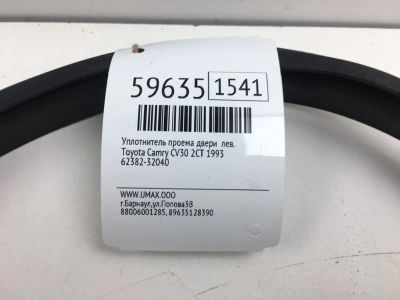 59635 1541
Уплотнитель проема двери лев.
Toyota Camry CV30 2CT 1993
62382-32040
WWW.UMAX.OOO
г.Барнаул,ул.Попова3В
88006001285, 89635128390